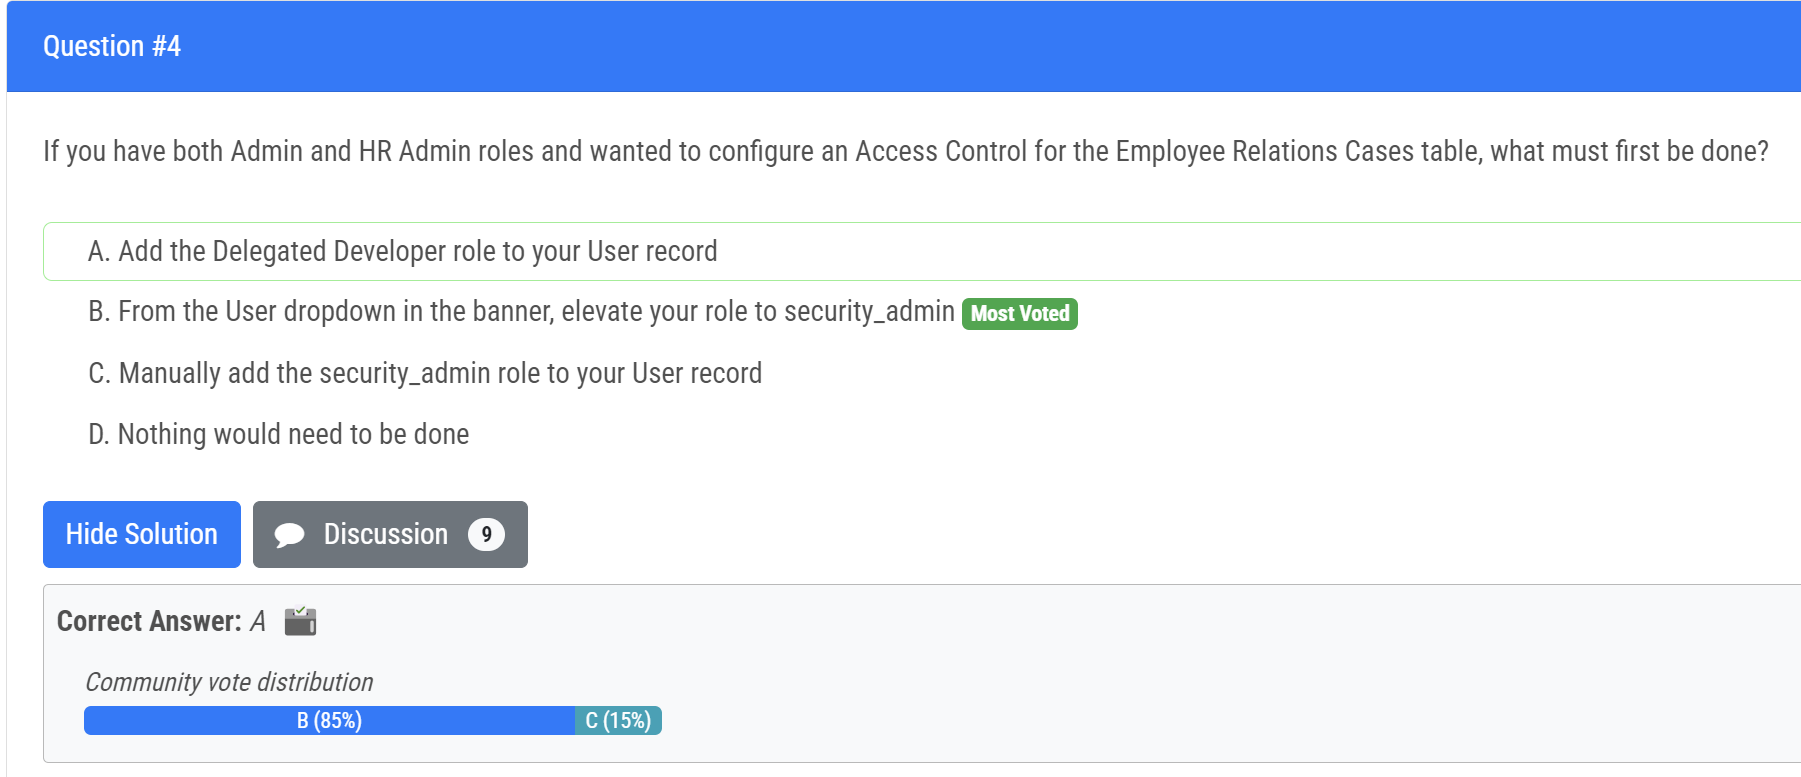 Question #4
If you have both Admin and HR Admin roles and wanted to configure an Access Control for the Employee Relations Cases table, what must first be done?
A. Add the Delegated Developer role to your User record
B. From the User dropdown in the banner, elevate your role to security_admin Most Voted
C. Manually add the security_admin role to your User record
D. Nothing would need to be done
Hide Solution Discussion 9
Correct Answer: A
Community vote distribution
B (85%) C (15%)